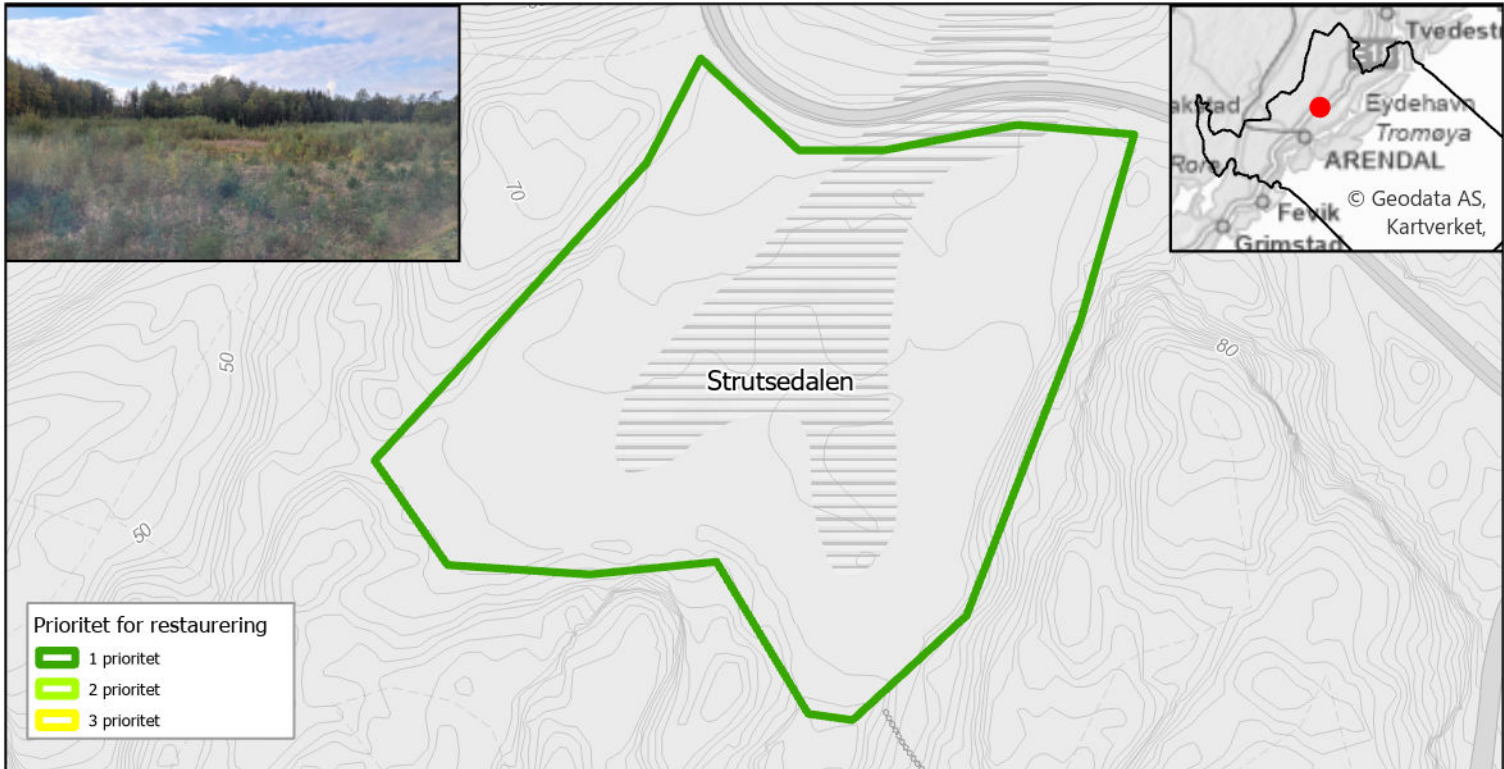 70
50
50
80
Strutsedalen
Prioritet for restaurering
1 prioritet
2 prioritet
3 prioritet
Tvedest
Eydehavn
Tromøya
ARENDAL
Fevik
Grimstad
© Geodata AS,
Kartverket,